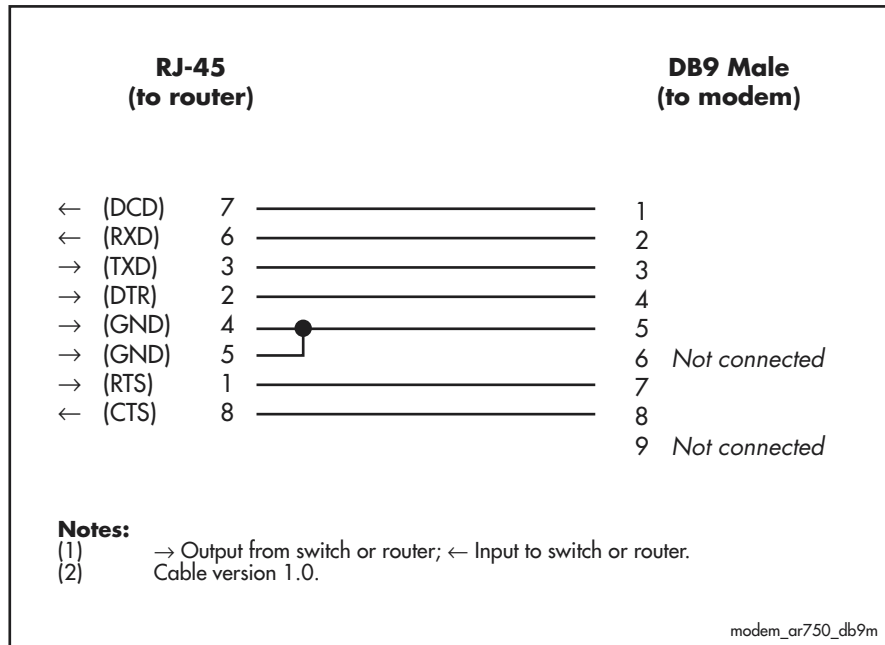 RJ-45 DB9 Male
(to router) (to modem)
← (DCD) 7 1
← (RXD) 6 2
→ (TXD) 3 3
→ (DTR) 2 4
→ (GND) 4 5
→ (GND) 5 6 Not connected
→ (RTS) 1 7
← (CTS) 8 8
9 Not connected
Notes:
(1) → Output from switch or router; ← Input to switch or router.
(2) Cable version 1.0.
modem_ar750_db9m